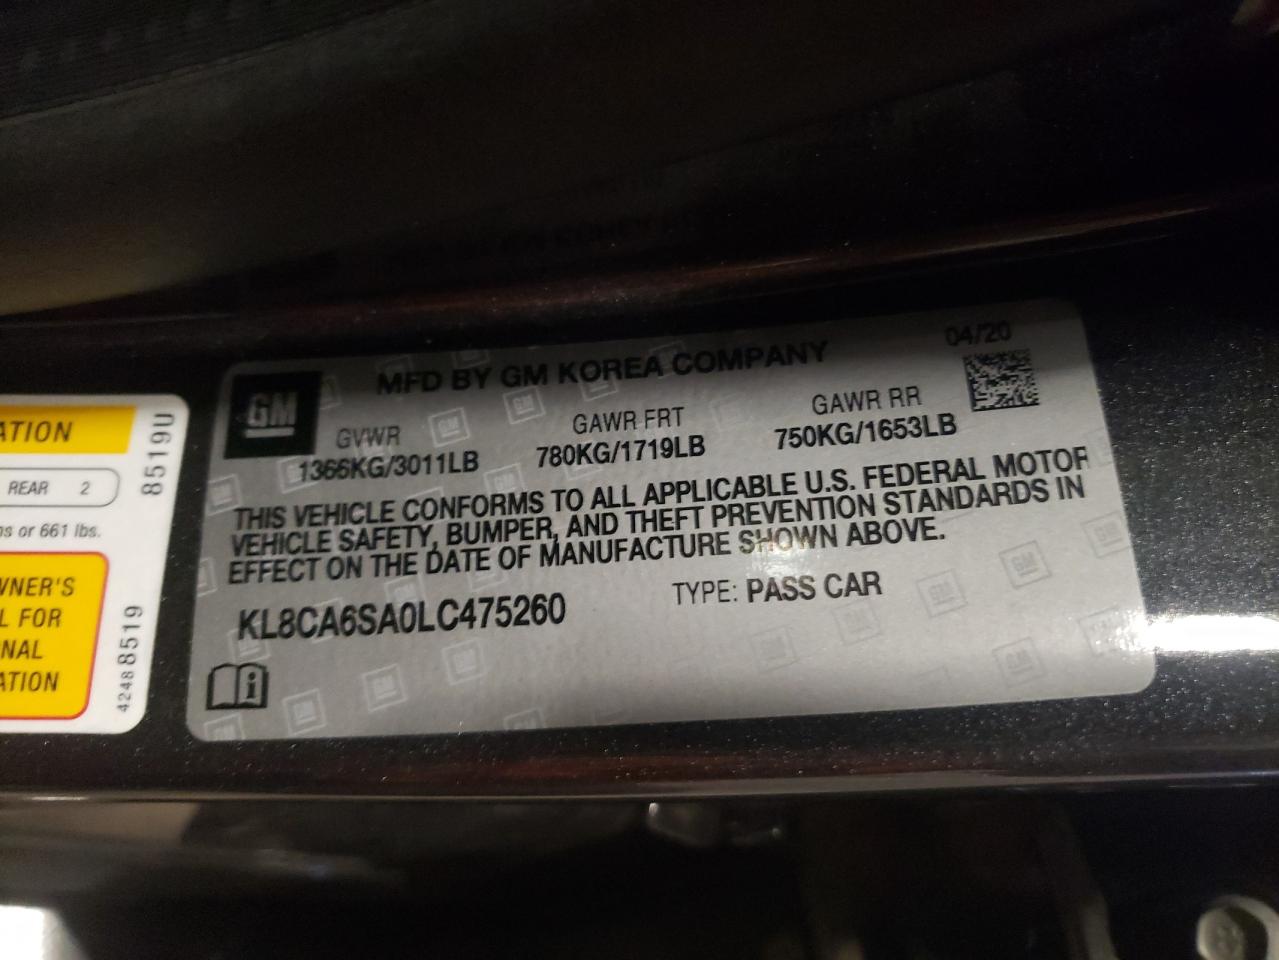 ATION
REAR 2
ns or 661 lbs.
WNER'S
L FOR
NAL
ATION
8519U
42488519
GM
MFD BY GM KOREA COMPANY
04/20
GVWR
GAWR FRT
GAWR RR
1366KG/3011LB
780KG/1719LB
750KG/1653LB
THIS VEHICLE CONFORMS TO ALL APPLICABLE U.S. FEDERAL MOTOR
VEHICLE SAFETY, BUMPER, AND THEFT PREVENTION STANDARDS IN
EFFECT ON THE DATE OF MANUFACTURE SHOWN ABOVE.
KL8CA6SA0LC475260
TYPE: PASS CAR